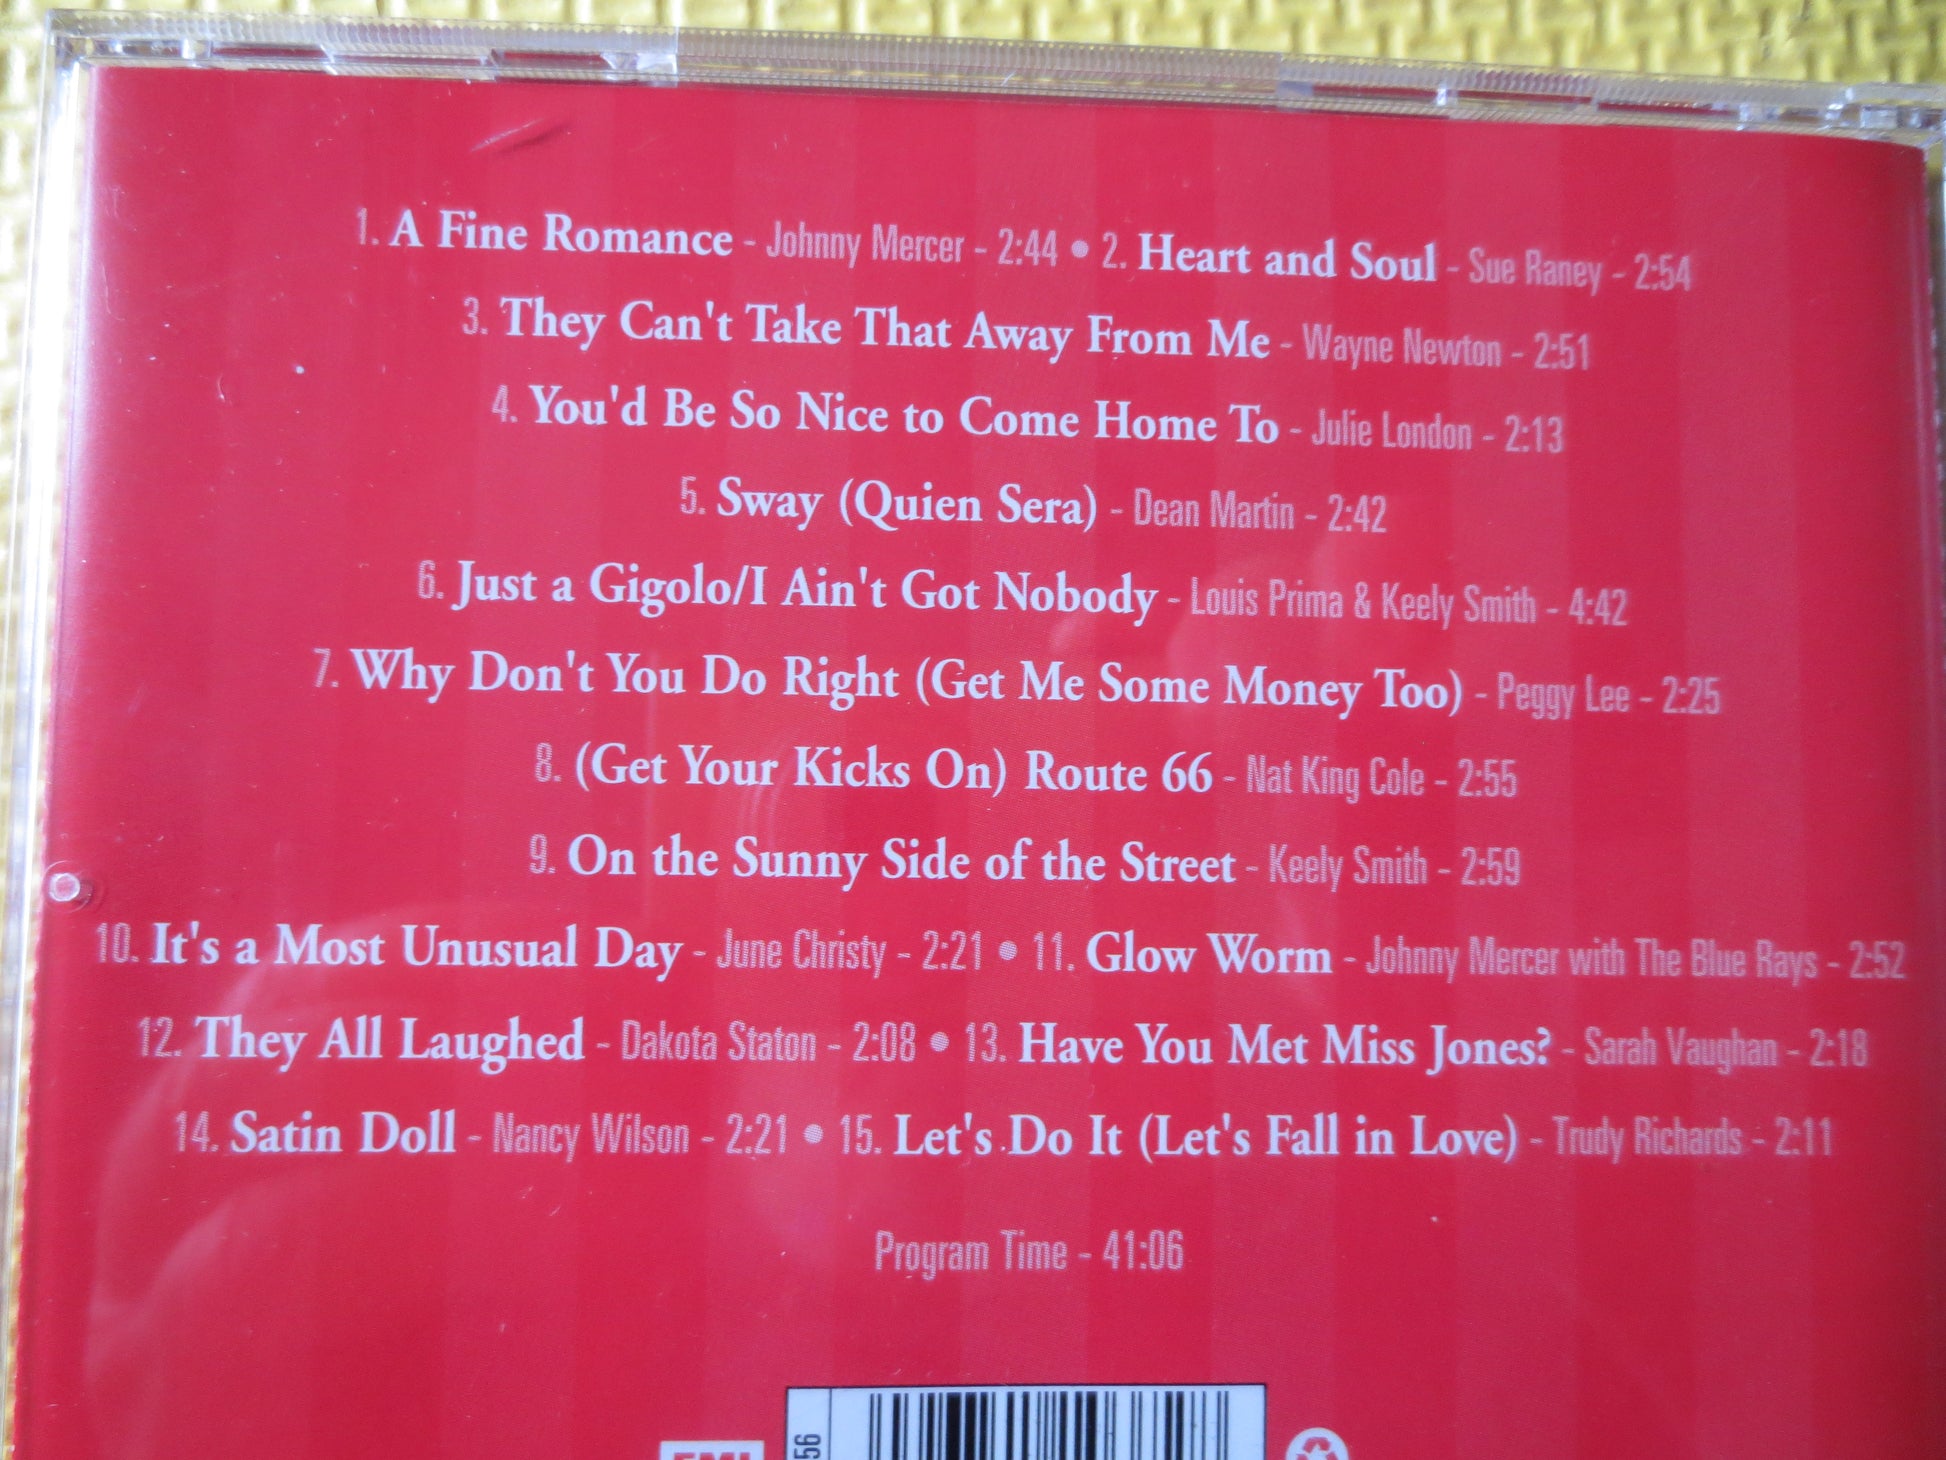 1. A Fine Romance - Johnny Mercer - 2:44 • 2. Heart and Soul - Sue Raney - 2:54
3. They Can't Take That Away From Me - Wayne Newton - 2:51
4. You'd Be So Nice to Come Home To - Julie London - 2:13
5. Sway (Quien Sera) - Dean Martin - 2:42
6. Just a Gigolo/I Ain't Got Nobody - Louis Prima & Keely Smith - 4:42
7. Why Don't You Do Right (Get Me Some Money Too) - Peggy Lee - 2:25
8. (Get Your Kicks On) Route 66 - Nat King Cole - 2:55
9. On the Sunny Side of the Street - Keely Smith - 2:59
10. It's a Most Unusual Day - June Christy - 2:21 • 11. Glow Worm - Johnny Mercer with The Blue Rays - 2:52
12. They All Laughed - Dakota Staton - 2:08 • 13. Have You Met Miss Jones? - Sarah Vaughan - 2:18
14. Satin Doll - Nancy Wilson - 2:21 • 15. Let's Do It (Let's Fall in Love) - Trudy Richards - 2:11
Program Time - 41:06
EMI
56